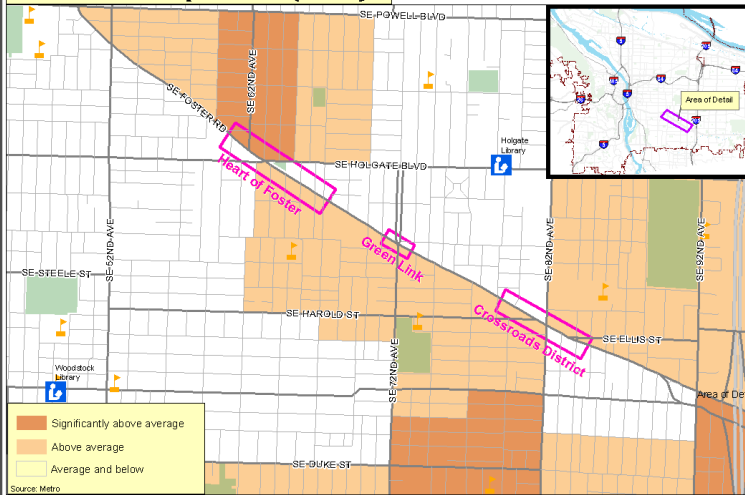 SE POWELL BLVD
SE FOSTER RD
SE 62ND AVE
Area of Detail
Holgate
Library
SE HOLGATE BLVD
Heart of Foster
SE 52ND AVE
Green Link
SE 82ND AVE
SE 92ND AVE
SE STEELE ST
SE HAROLD ST
Crossroads District
SE ELLIS ST
SE 72ND AVE
Woodstock
Library
Area of De
Significantly above average
Above average
Average and below
SE DUKE ST
Source: Metro